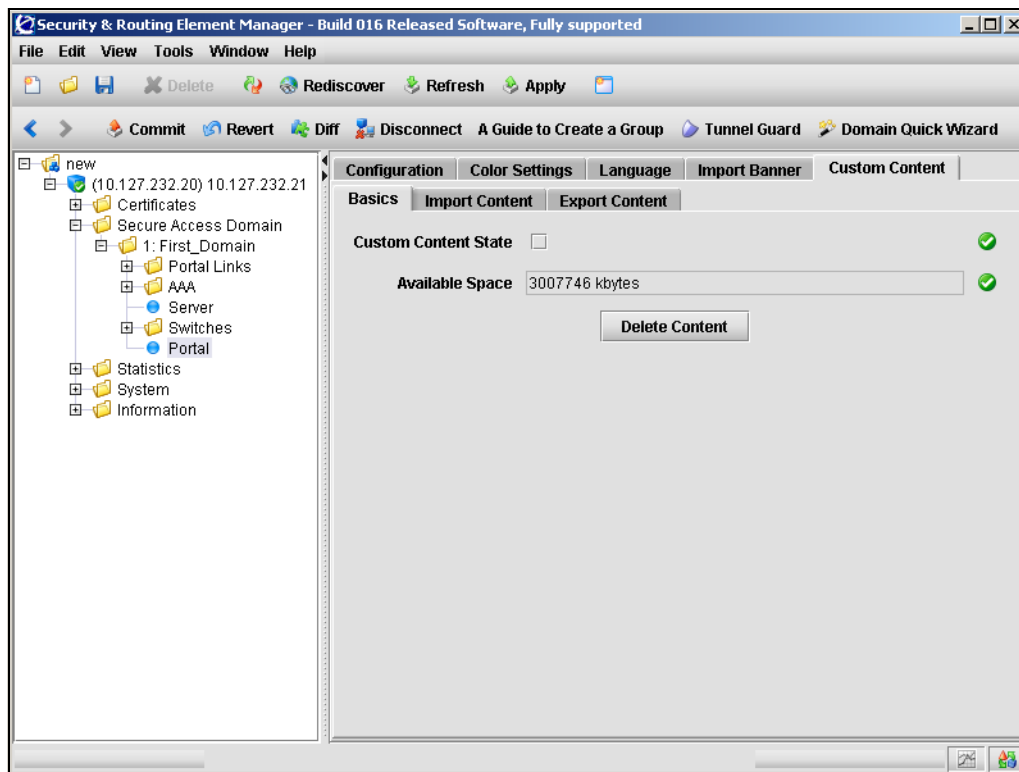 Security & Routing Element Manager - Build 016 Released Software, Fully supported
File Edit View Tools Window Help
Delete Rediscover Refresh Apply
Commit Revert Diff Disconnect A Guide to Create a Group Tunnel Guard Domain Quick Wizard
new
(10.127.232.20) 10.127.232.21
Certificates
Secure Access Domain
1: First_Domain
Portal Links
AAA
Server
Switches
Portal
Statistics
System
Information
Configuration Color Settings Language Import Banner Custom Content
Basics Import Content Export Content
Custom Content State
Available Space 3007746 kbytes
Delete Content